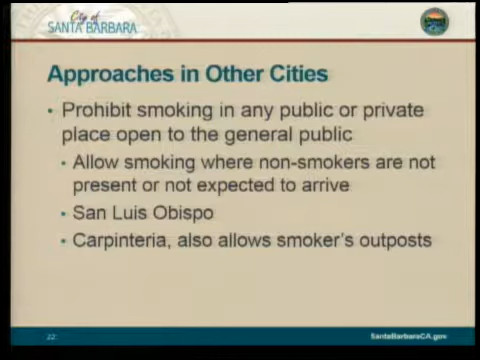 City of
SANTA BARBARA
Approaches in Other Cities
• Prohibit smoking in any public or private
place open to the general public
• Allow smoking where non-smokers are not
present or not expected to arrive
• San Luis Obispo
• Carpinteria, also allows smoker's outposts
22
SantaBarbaraCA.gov